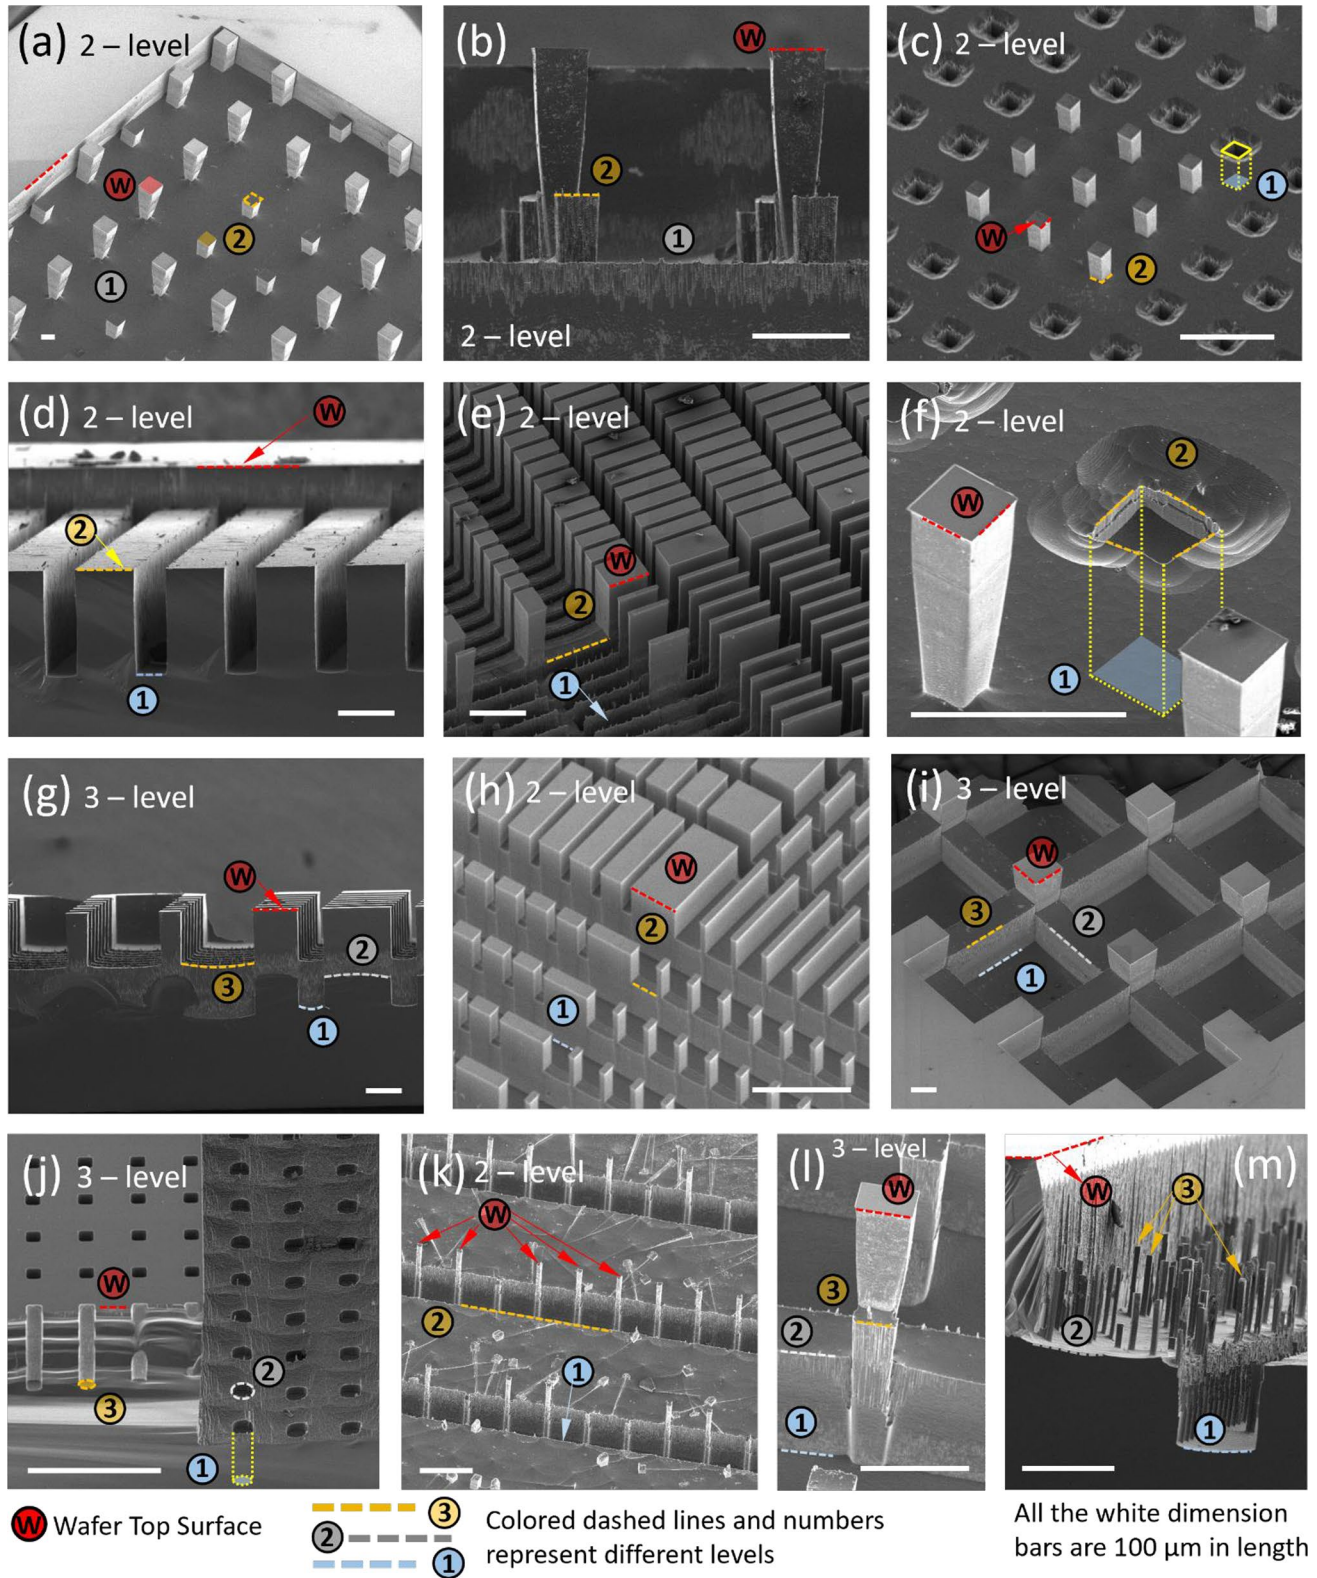 (a) 2 – level
W
2
1
(b)
W
2
1
2 – level
(c) 2 – level
1
W
2
(d) 2 – level
W
2
1
(e) 2 – level
W
2
1
(f) 2 – level
2
W
1
(g) 3 – level
W
2
3
1
(h) 2 – level
W
2
1
(i) 3 – level
W
3
2
1
(j) 3 – level
W
2
3
1
(k) 2 – level
W
2
1
(l) 3 – level
W
3
2
1
(m)
3
W
2
1
W Wafer Top Surface
3
2
1
Colored dashed lines and numbers
represent different levels
All the white dimension
bars are 100 μm in length